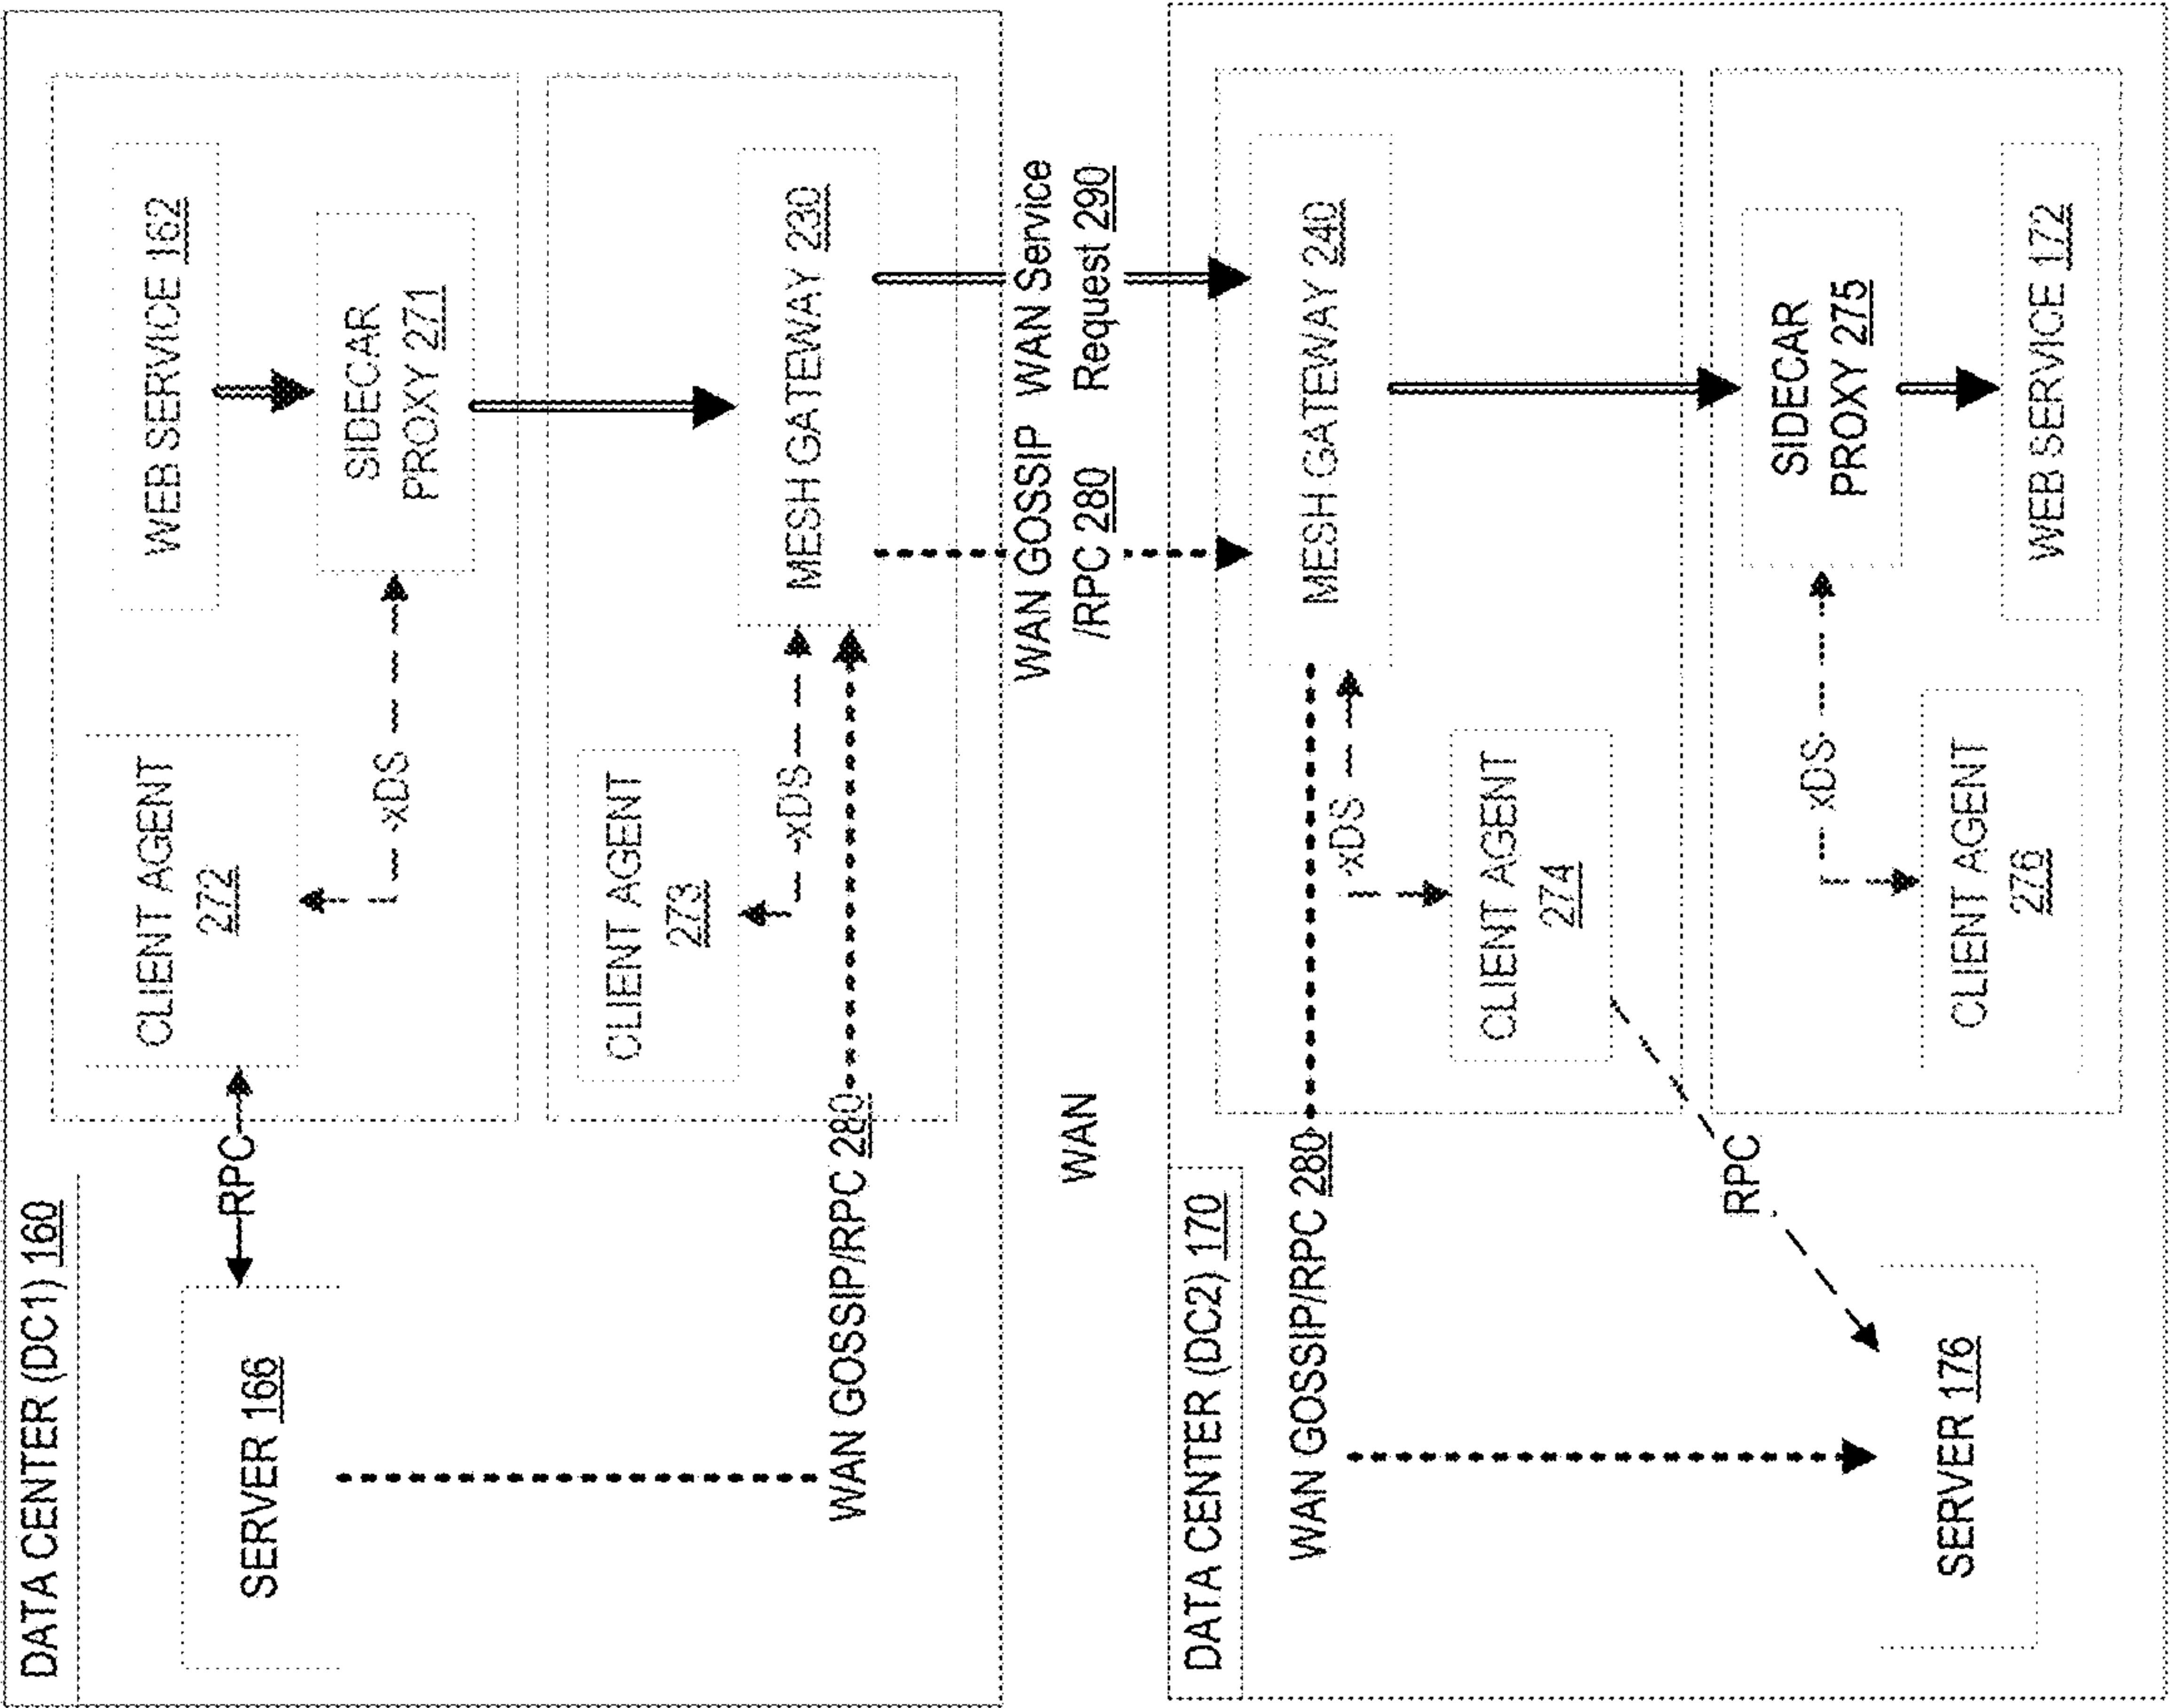 DATA CENTER (DC1) 160
SERVER 166
RPC
CLIENT AGENT
272
xDS
WEB SERVICE 162
SIDECAR
PROXY 271
CLIENT AGENT
273
xDS
MESH GATEWAY 230
WAN GOSSIP/RPC 280
WAN
WAN GOSSIP
/RPC 280
WAN Service
Request 290
DATA CENTER (DC2) 170
WAN GOSSIP/RPC 280
MESH GATEWAY 240
xDS
CLIENT AGENT
274
RPC
SERVER 176
SIDECAR
PROXY 275
xDS
CLIENT AGENT
276
WEB SERVICE 172